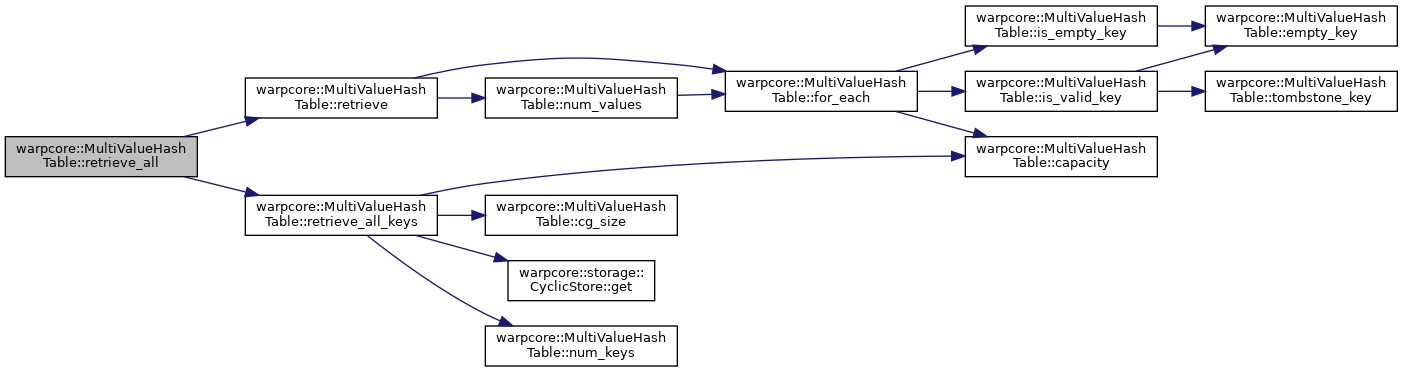 warpcore::MultiValueHash
Table::retrieve_all
warpcore::MultiValueHash
Table::retrieve
warpcore::MultiValueHash
Table::retrieve_all_keys
warpcore::MultiValueHash
Table::num_values
warpcore::MultiValueHash
Table::cg_size
warpcore::storage::
CyclicStore::get
warpcore::MultiValueHash
Table::num_keys
warpcore::MultiValueHash
Table::for_each
warpcore::MultiValueHash
Table::is_empty_key
warpcore::MultiValueHash
Table::is_valid_key
warpcore::MultiValueHash
Table::capacity
warpcore::MultiValueHash
Table::empty_key
warpcore::MultiValueHash
Table::tombstone_key